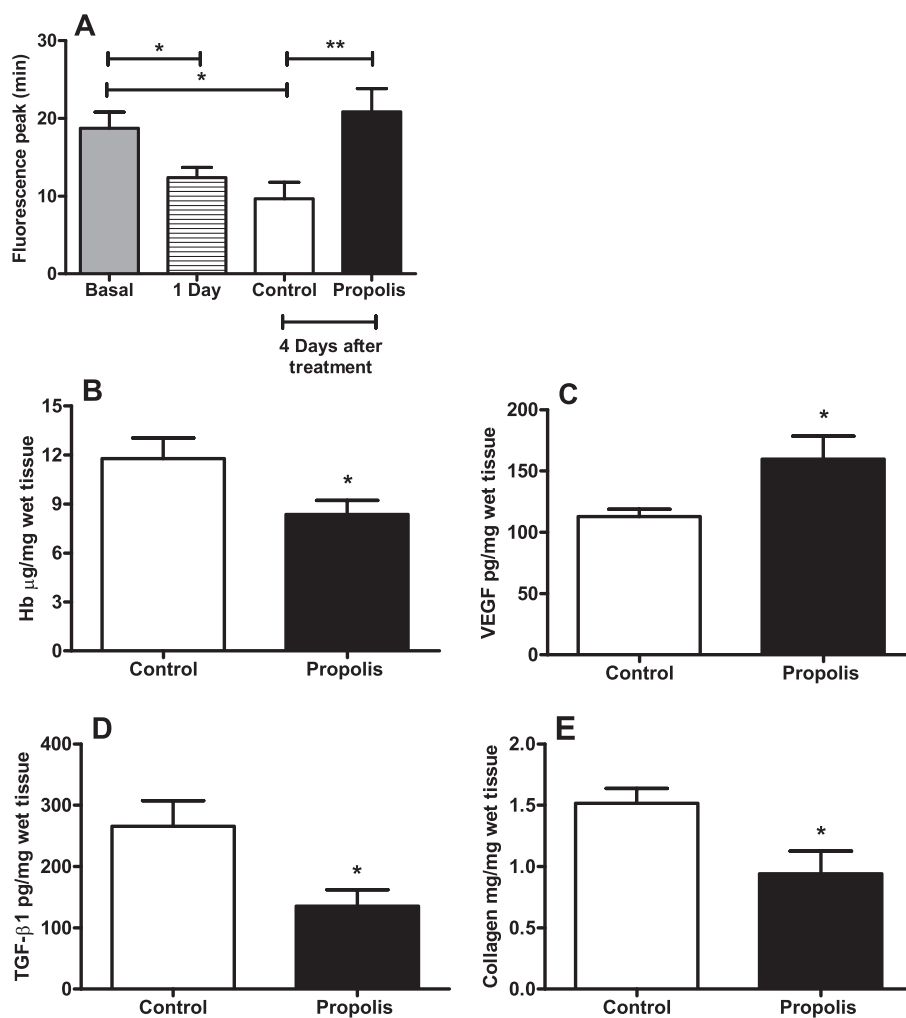 A
Fluorescence peak (min)
30
20
10
0
*
*
**
Basal
1 Day
Control
Propolis
4 Days after
treatment
B
Hb μg/mg wet tissue
15
12
9
6
3
0
*
Control
Propolis
C
VEGF pg/mg wet tissue
200
150
100
50
0
*
Control
Propolis
D
TGF-β1 pg/mg wet tissue
400
300
200
100
0
*
Control
Propolis
E
Collagen mg/mg wet tissue
2.0
1.5
1.0
0.5
0.0
*
Control
Propolis